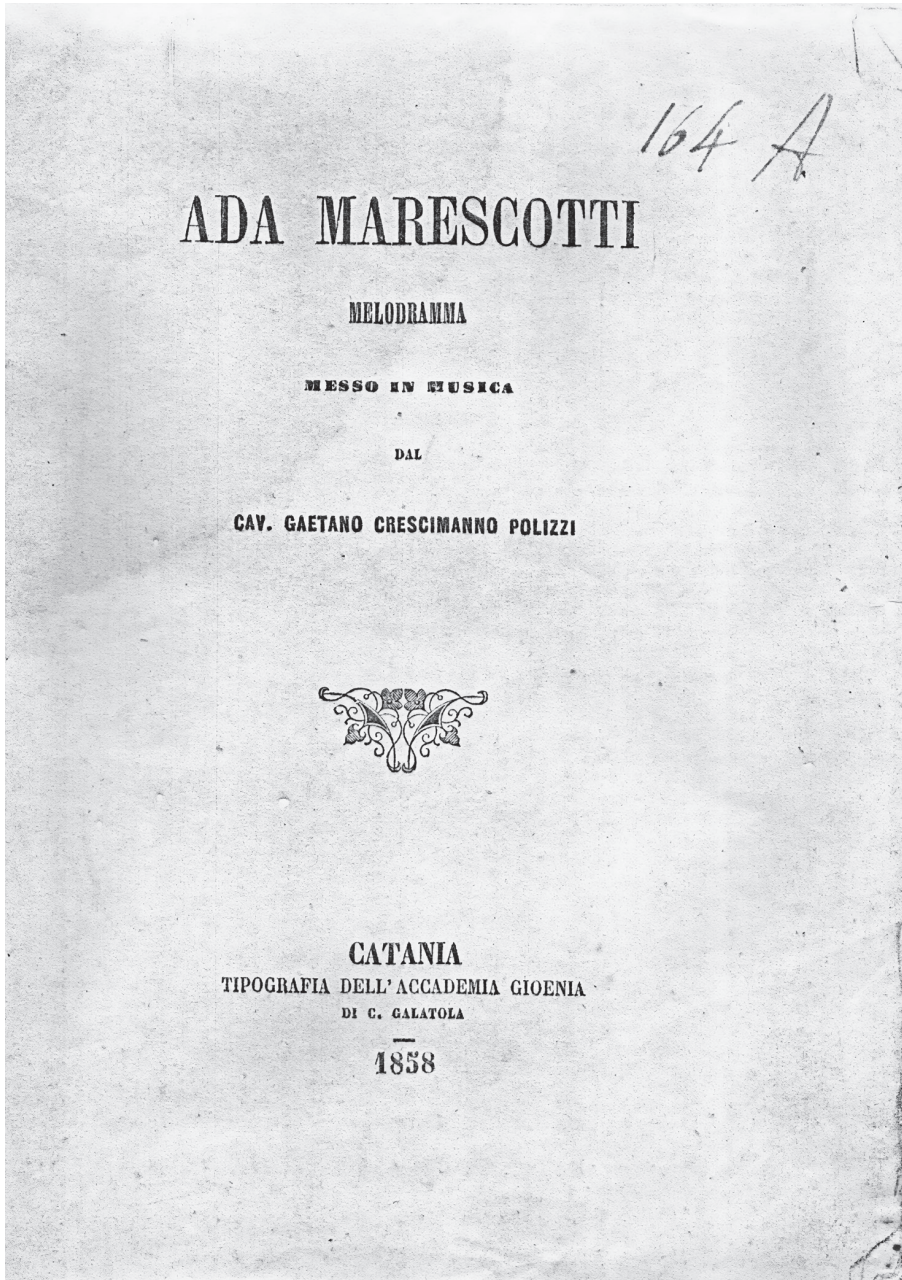 164 A
ADA MARESCOTTI
MELODRAMMA
MESSO IN MUSICA
DAL
CAV. GAETANO CRESCIMANNO POLIZZI
CATANIA
TIPOGRAFIA DELL'ACCADEMIA GIOENIA
DI C. GALATOLA
1858